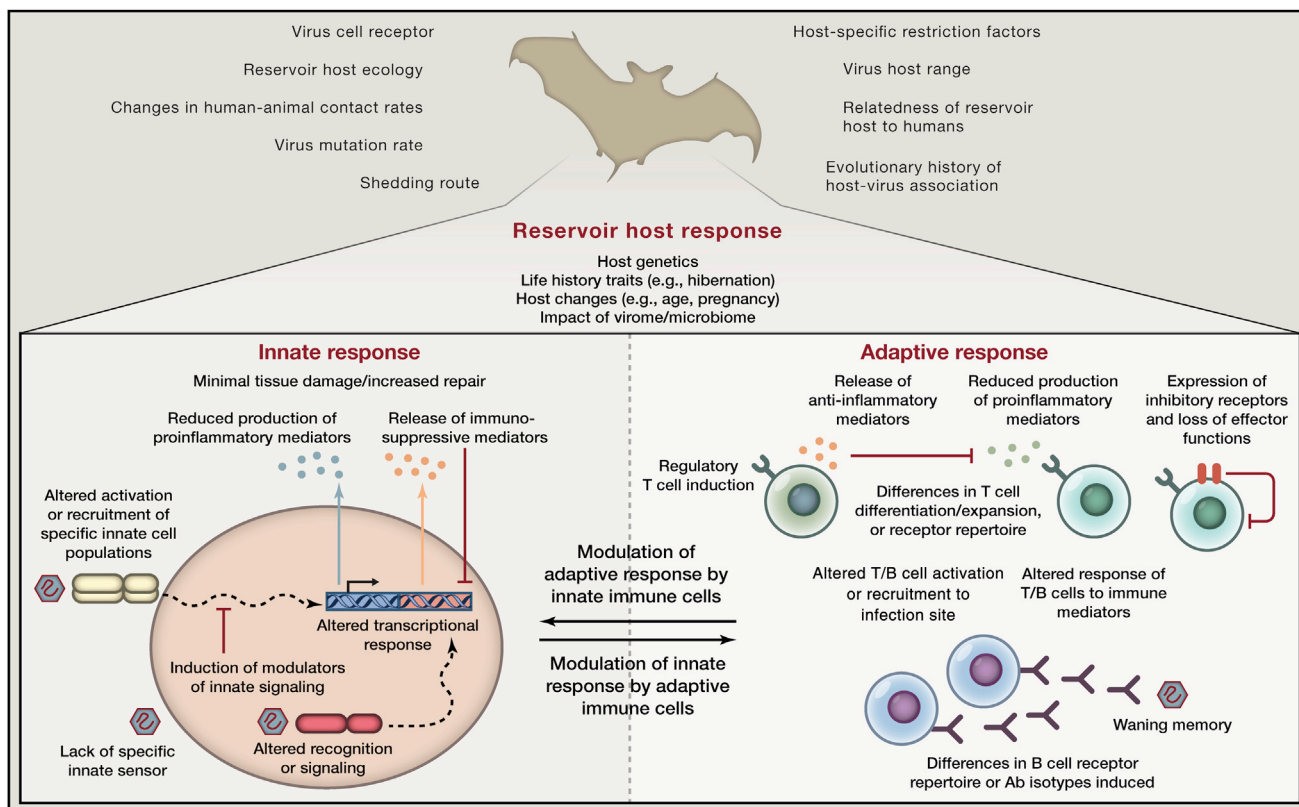 Virus cell receptor
Reservoir host ecology
Changes in human-animal contact rates
Virus mutation rate
Shedding route
Host-specific restriction factors
Virus host range
Relatedness of reservoir
host to humans
Evolutionary history of
host-virus association
Reservoir host response
Host genetics
Life history traits (e.g., hibernation)
Host changes (e.g., age, pregnancy)
Impact of virome/microbiome
Innate response
Minimal tissue damage/increased repair
Reduced production of
proinflammatory mediators
Release of immuno-
suppressive mediators
Altered activation
or recruitment of
specific innate cell
populations
Altered transcriptional
response
Induction of modulators
of innate signaling
Lack of specific
innate sensor
Altered recognition
or signaling
Modulation of
adaptive response by
innate immune cells
Modulation of innate
response by adaptive
immune cells
Adaptive response
Release of
anti-inflammatory
mediators
Reduced production
of proinflammatory
mediators
Expression of
inhibitory receptors
and loss of effector
functions
Regulatory
T cell induction
Differences in T cell
differentiation/expansion,
or receptor repertoire
Altered T/B cell activation
or recruitment to
infection site
Altered response of
T/B cells to immune
mediators
Waning memory
Differences in B cell receptor
repertoire or Ab isotypes induced